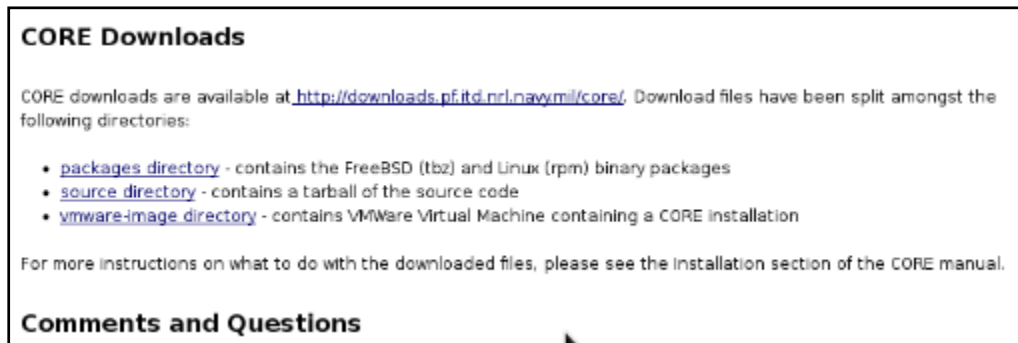 CORE Downloads
CORE downloads are available at http://downloads.pf.itd.nrl.navy.mil/core/. Download files have been split amongst the
following directories:
• packages directory - contains the FreeBSD (tbz) and Linux (rpm) binary packages
• source directory - contains a tarball of the source code
• vmware-image directory - contains VMWare Virtual Machine containing a CORE installation
For more instructions on what to do with the downloaded files, please see the Installation section of the CORE manual.
Comments and Questions